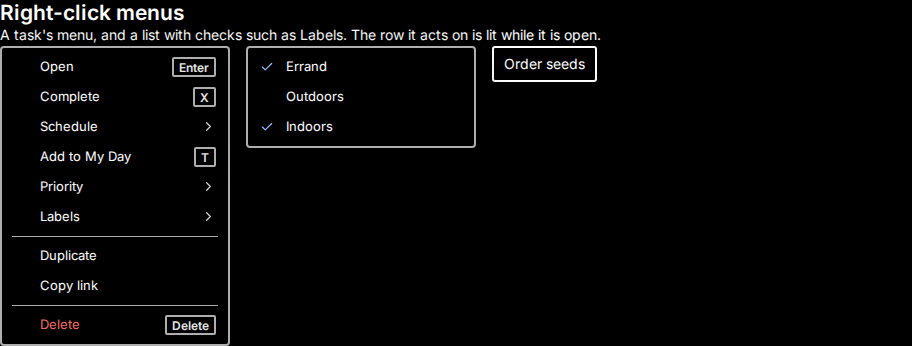 Right-click menus
A task's menu, and a list with checks such as Labels. The row it acts on is lit while it is open.
Open Enter
Complete X
Schedule
Add to My Day T
Priority
Labels
Duplicate
Copy link
Delete Delete
Errand
Outdoors
Indoors
Order seeds